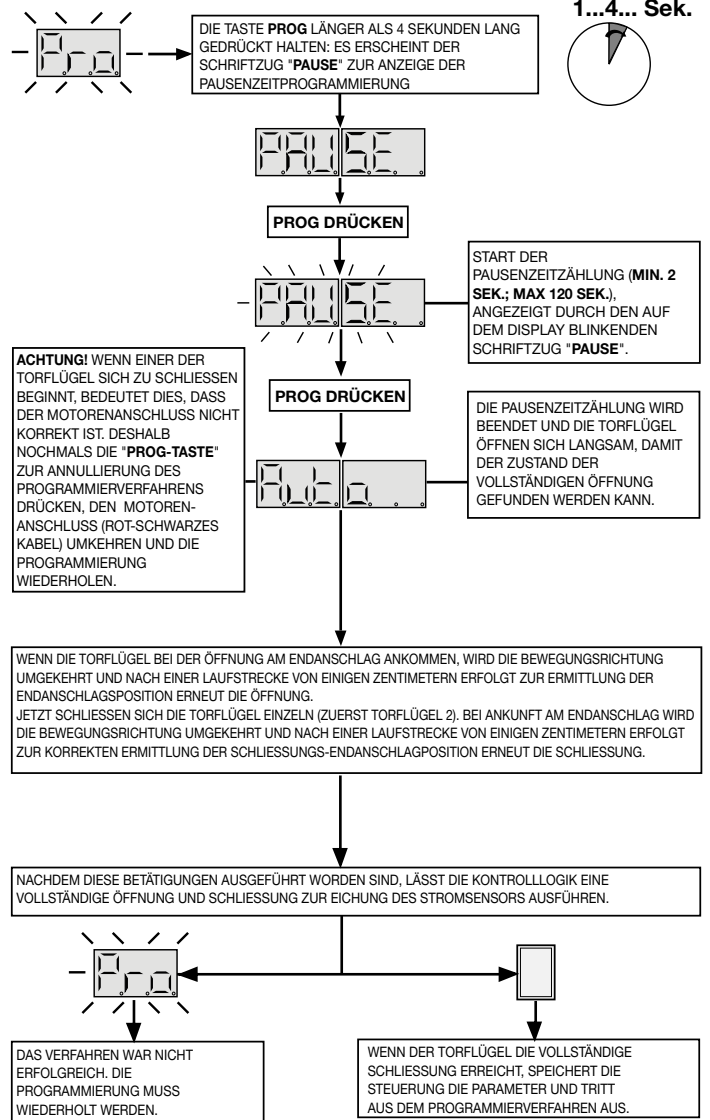 1...4... Sek.
Pro
DIE TASTE PROG LÄNGER ALS 4 SEKUNDEN LANG
GEDRÜCKT HALTEN: ES ERSCHEINT DER
SCHRIFTZUG "PAUSE" ZUR ANZEIGE DER
PAUSENZEITPROGRAMMIERUNG
PAUSE
PROG DRÜCKEN
PAUSE
START DER
PAUSENZEITZÄHLUNG (MIN. 2
SEK.; MAX 120 SEK.),
ANGEZEIGT DURCH DEN AUF
DEM DISPLAY BLINKENDEN
SCHRIFTZUG "PAUSE".
ACHTUNG! WENN EINER DER
TORFLÜGEL SICH ZU SCHLIESSEN
BEGINNT, BEDEUTET DIES, DASS
DER MOTORENANSCHLUSS NICHT
KORREKT IST. DESHALB
NOCHMALS DIE "PROG-TASTE"
ZUR ANNULLIERUNG DES
PROGRAMMIERVERFAHRENS
DRÜCKEN, DEN MOTOREN-
ANSCHLUSS (ROT-SCHWARZES
KABEL) UMKEHREN UND DIE
PROGRAMMIERUNG
WIEDERHOLEN.
PROG DRÜCKEN
Auto
DIE PAUSENZEITZÄHLUNG WIRD
BEENDET UND DIE TORFLÜGEL
ÖFFNEN SICH LANGSAM, DAMIT
DER ZUSTAND DER
VOLLSTÄNDIGEN ÖFFNUNG
GEFUNDEN WERDEN KANN.
WENN DIE TORFLÜGEL BEI DER ÖFFNUNG AM ENDANSCHLAG ANKOMMEN, WIRD DIE BEWEGUNGSRICHTUNG
UMGEKEHRT UND NACH EINER LAUFSTRECKE VON EINIGEN ZENTIMETERN ERFOLGT ZUR ERMITTLUNG DER
ENDANSCHLAGSPOSITION ERNEUT DIE ÖFFNUNG.
JETZT SCHLIESSEN SICH DIE TORFLÜGEL EINZELN (ZUERST TORFLÜGEL 2). BEI ANKUNFT AM ENDANSCHLAG WIRD
DIE BEWEGUNGSRICHTUNG UMGEKEHRT UND NACH EINER LAUFSTRECKE VON EINIGEN ZENTIMETERN ERFOLGT
ZUR KORREKTEN ERMITTLUNG DER SCHLIESSUNGS-ENDANSCHLAGPOSITION ERNEUT DIE SCHLIESSUNG.
NACHDEM DIESE BETÄTIGUNGEN AUSGEFÜHRT WORDEN SIND, LÄSST DIE KONTROLLLOGIK EINE
VOLLSTÄNDIGE ÖFFNUNG UND SCHLIESSUNG ZUR EICHUNG DES STROMSENSORS AUSFÜHREN.
Pro
DAS VERFAHREN WAR NICHT
ERFOLGREICH. DIE
PROGRAMMIERUNG MUSS
WIEDERHOLT WERDEN.
WENN DER TORFLÜGEL DIE VOLLSTÄNDIGE
SCHLIESSUNG ERREICHT, SPEICHERT DIE
STEUERUNG DIE PARAMETER UND TRITT
AUS DEM PROGRAMMIERVERFAHREN AUS.